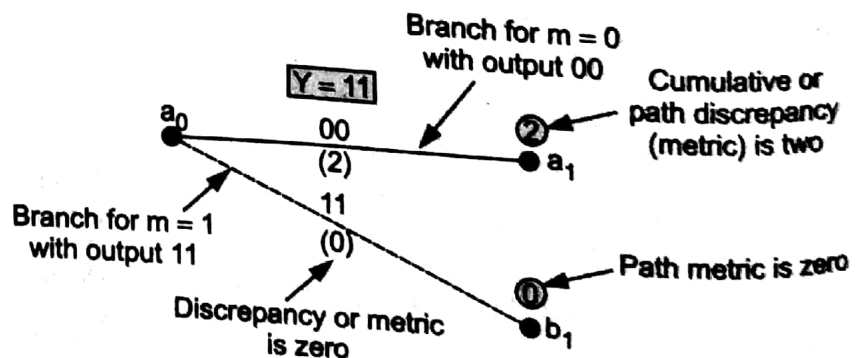 Branch for m = 0
with output 00
Y = 11
Cumulative or
path discrepancy
(metric) is two
a0
00
(2)
2
a1
11
(0)
Branch for m = 1
with output 11
0
Path metric is zero
Discrepancy or metric
is zero
b1